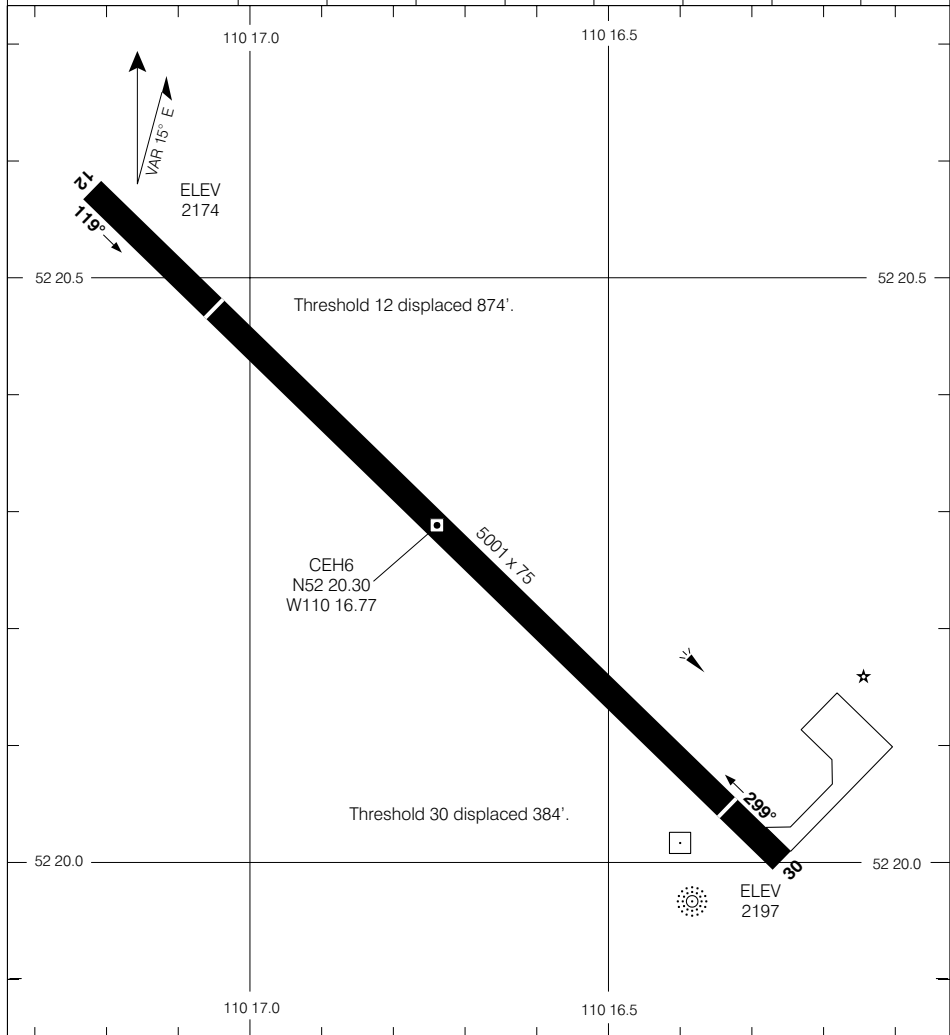 110 17.0
110 16.5
VAR 15° E
12
119°
ELEV
2174
52 20.5
52 20.5
Threshold 12 displaced 874'.
5001 x 75
CEH6
N52 20.30
W110 16.77
299°
Threshold 30 displaced 384'.
52 20.0
52 20.0
30
ELEV
2197
110 17.0
110 16.5